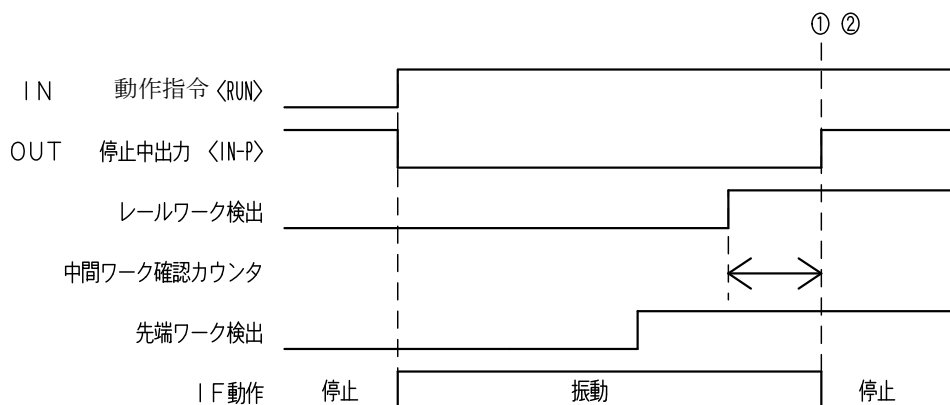 ① ②
IN 動作指令 〈RUN〉
OUT 停止中出力 〈IN-P〉
レールワーク検出
中間ワーク確認カウンタ
先端ワーク検出
IF動作 停止 振動 停止